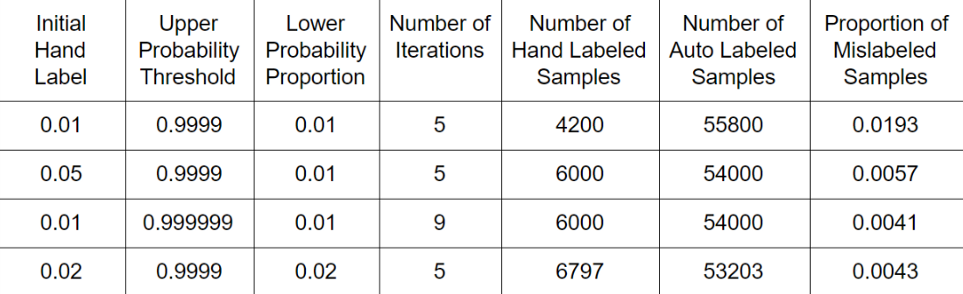 Initial Hand Label	Upper Probability Threshold	Lower Probability Proportion	Number of Iterations	Number of Hand Labeled Samples	Number of Auto Labeled Samples	Proportion of Mislabeled Samples
0.01	0.9999	0.01	5	4200	55800	0.0193
0.05	0.9999	0.01	5	6000	54000	0.0057
0.01	0.999999	0.01	9	6000	54000	0.0041
0.02	0.9999	0.02	5	6797	53203	0.0043